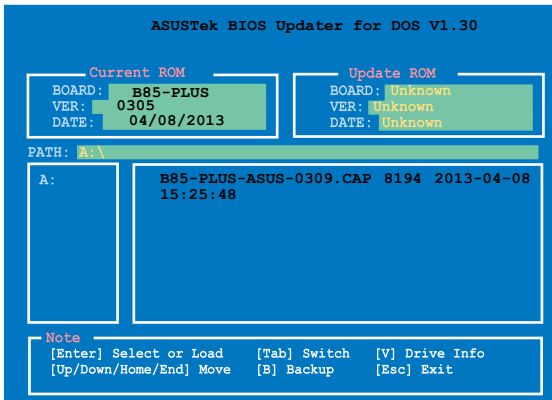 ASUSTek BIOS Updater for DOS V1.30
Current ROM
BOARD: B85-PLUS
VER: 0305
DATE: 04/08/2013
Update ROM
BOARD: Unknown
VER: Unknown
DATE: Unknown
PATH: A:\
A:
B85-PLUS-ASUS-0309.CAP 8194 2013-04-08
15:25:48
Note
[Enter] Select or Load [Tab] Switch [V] Drive Info
[Up/Down/Home/End] Move [B] Backup [Esc] Exit